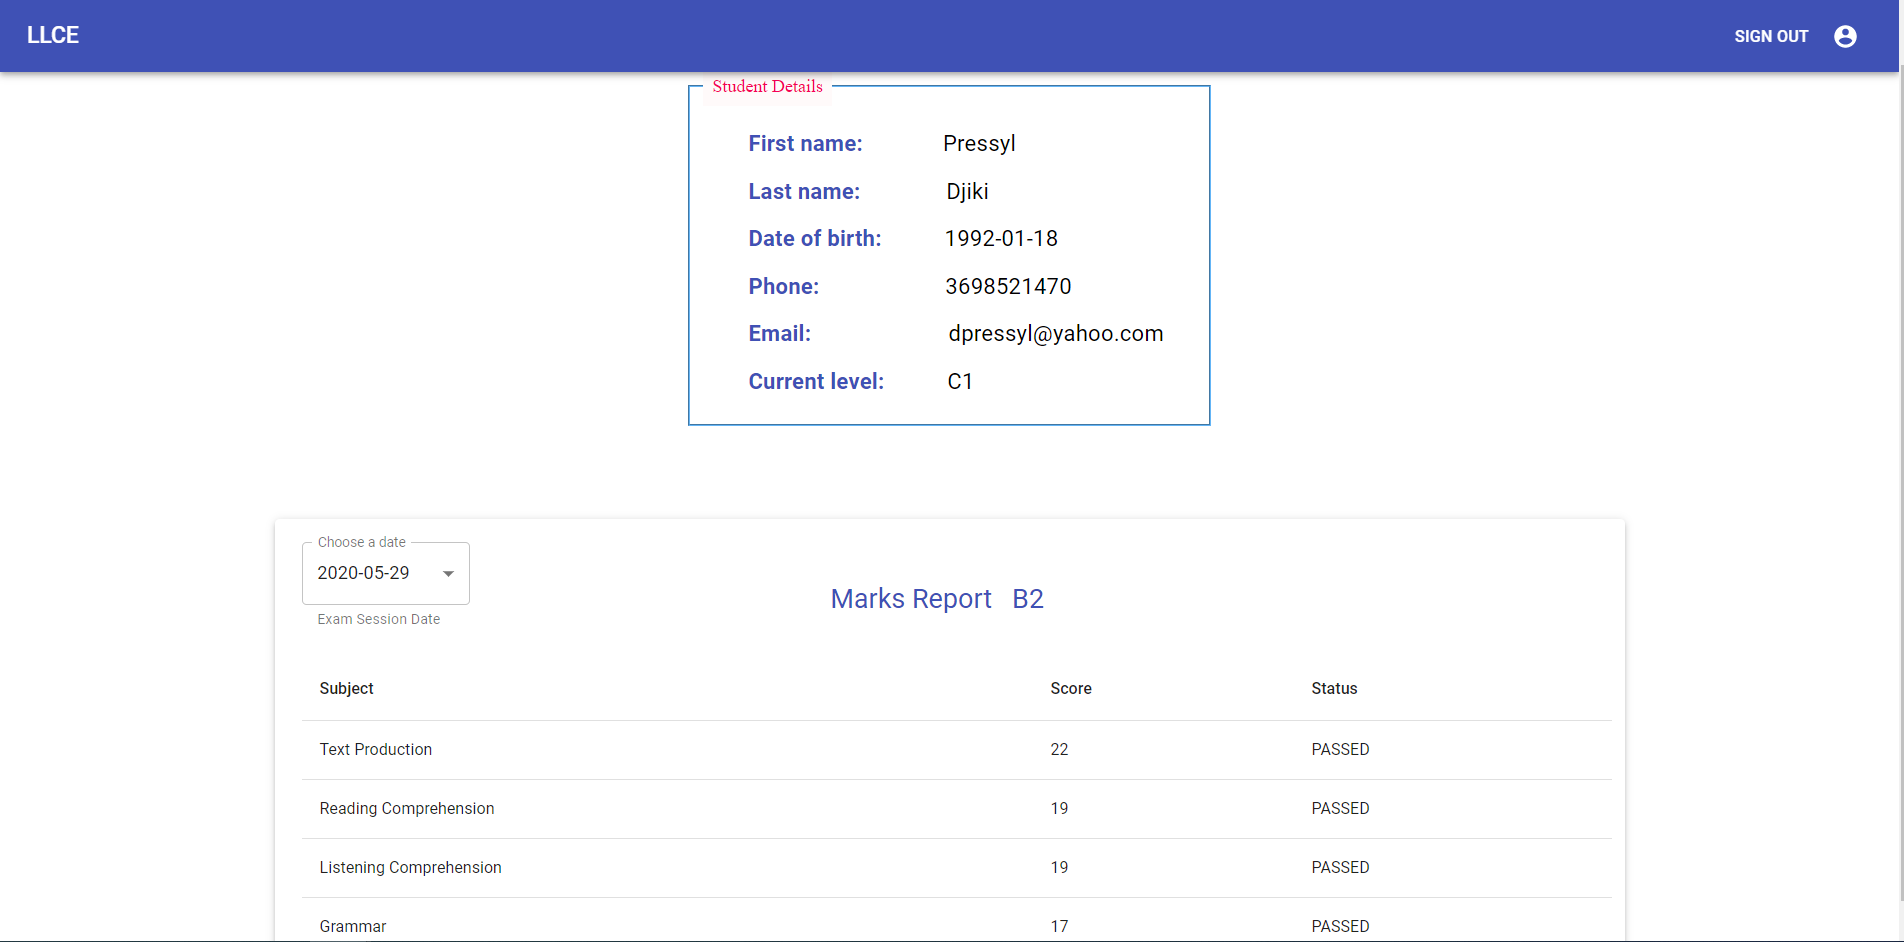 LLCE SIGN OUT
Student Details
First name: Pressyl
Last name: Djiki
Date of birth: 1992-01-18
Phone: 3698521470
Email: dpressyl@yahoo.com
Current level: C1
Choose a date
2020-05-29
Exam Session Date
Marks Report B2
Subject Score Status
Text Production 22 PASSED
Reading Comprehension 19 PASSED
Listening Comprehension 19 PASSED
Grammar 17 PASSED